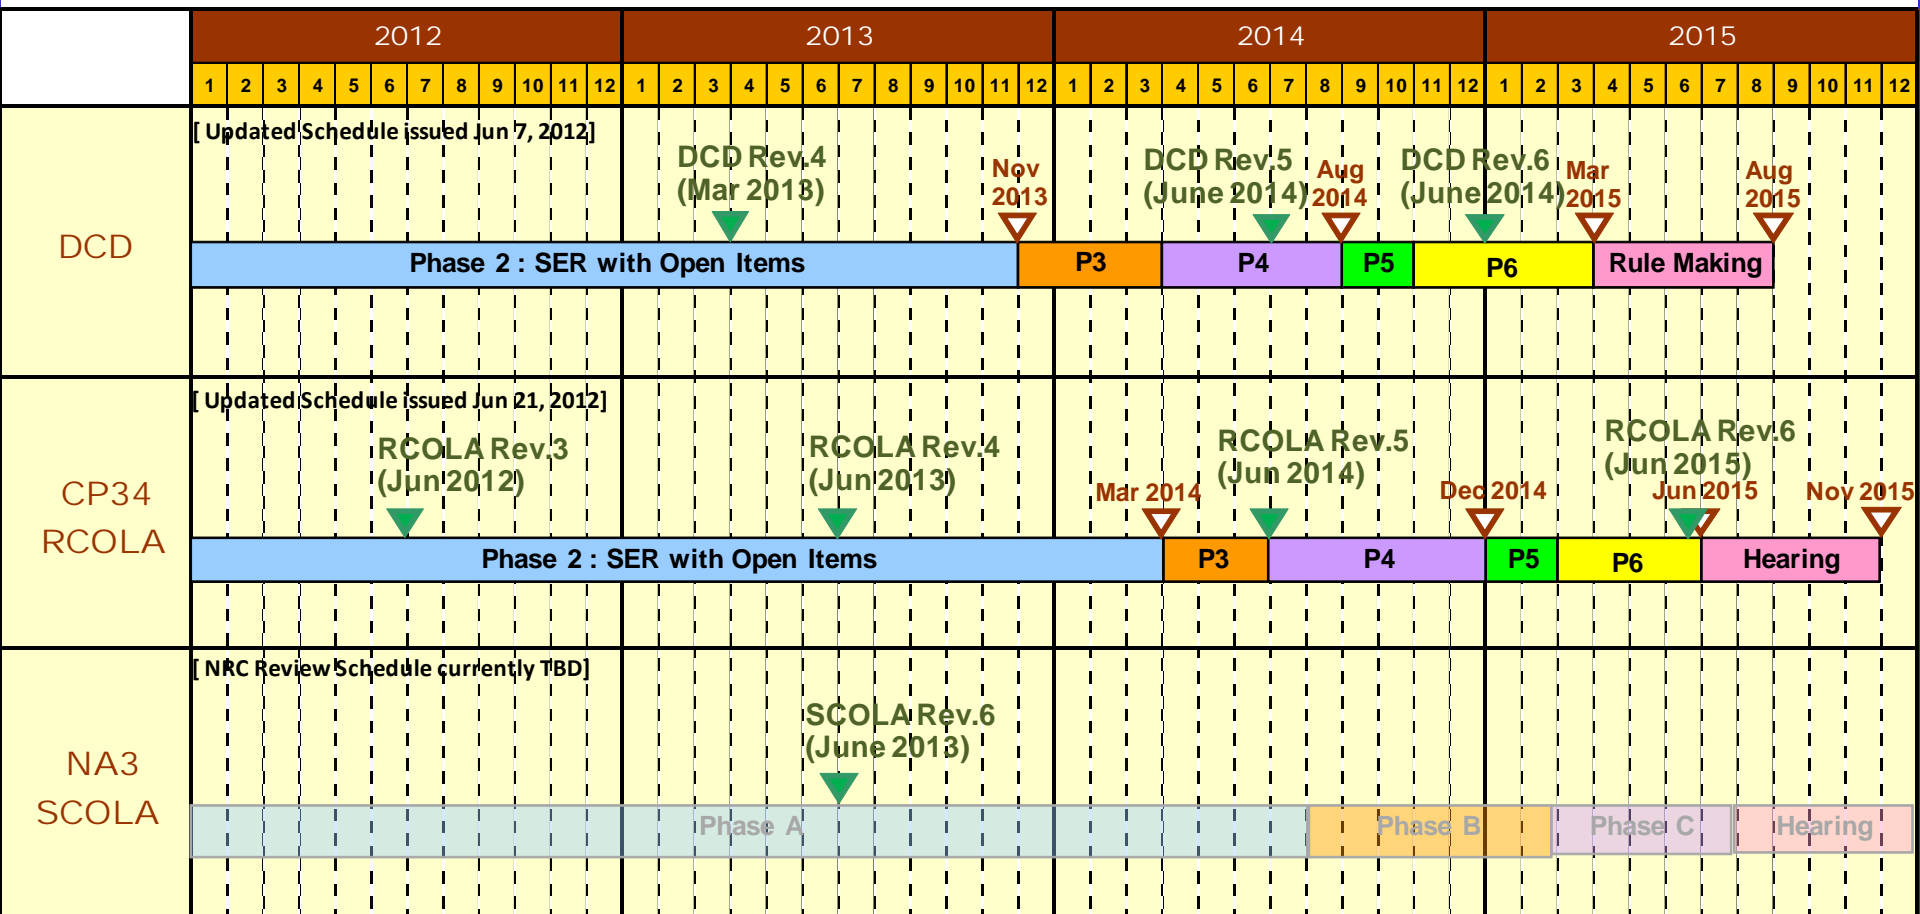 2012 2013 2014 2015
1 2 3 4 5 6 7 8 9 10 11 12 1 2 3 4 5 6 7 8 9 10 11 12 1 2 3 4 5 6 7 8 9 10 11 12 1 2 3 4 5 6 7 8 9 10 11 12
DCD
[ Updated Schedule issued Jun 7, 2012]
DCD Rev.4
(Mar 2013)
Nov
2013
DCD Rev.5
(June 2014)
Aug
2014
DCD Rev.6
(June 2014)
Mar
2015
Aug
2015
Phase 2 : SER with Open Items P3 P4 P5 P6 Rule Making
CP34
RCOLA
[ Updated Schedule issued Jun 21, 2012]
RCOLA Rev.3
(Jun 2012)
RCOLA Rev.4
(Jun 2013)
Mar 2014
RCOLA Rev.5
(Jun 2014)
Dec 2014
RCOLA Rev.6
(Jun 2015)
Jun 2015
Nov 2015
Phase 2 : SER with Open Items P3 P4 P5 P6 Hearing
NA3
SCOLA
[ NRC Review Schedule currently TBD]
SCOLA Rev.6
(June 2013)
Phase A Phase B Phase C Hearing